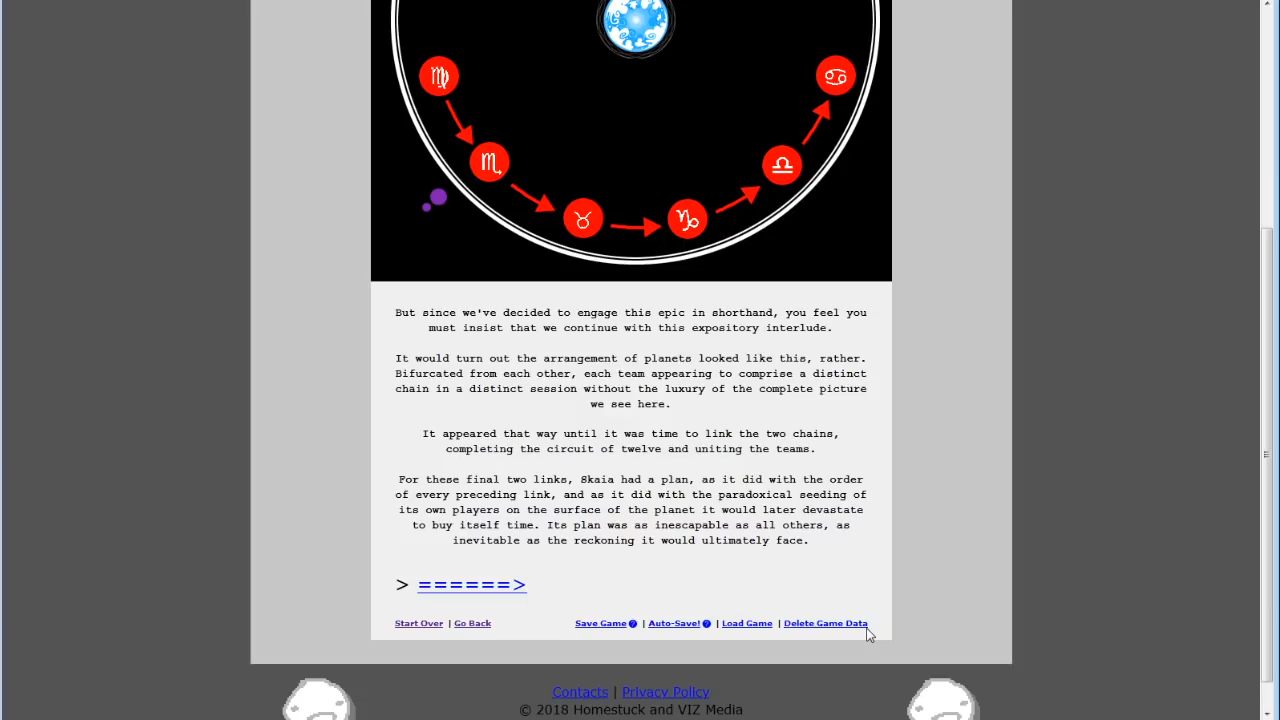 ♍ ♋
♏ ♎
♉ ♑
But since we've decided to engage this epic in shorthand, you feel you
must insist that we continue with this expository interlude.
It would turn out the arrangement of planets looked like this, rather.
Bifurcated from each other, each team appearing to comprise a distinct
chain in a distinct session without the luxury of the complete picture
we see here.
It appeared that way until it was time to link the two chains,
completing the circuit of twelve and uniting the teams.
For these final two links, Skaia had a plan, as it did with the order
of every preceding link, and as it did with the paradoxical seeding of
its own players on the surface of the planet it would later devastate
to buy itself time. Its plan was as inescapable as all others, as
inevitable as the reckoning it would ultimately face.
> ======>
Start Over | Go Back Save Game ? | Auto-Save! ? | Load Game | Delete Game Data
Contacts | Privacy Policy
© 2018 Homestuck and VIZ Media